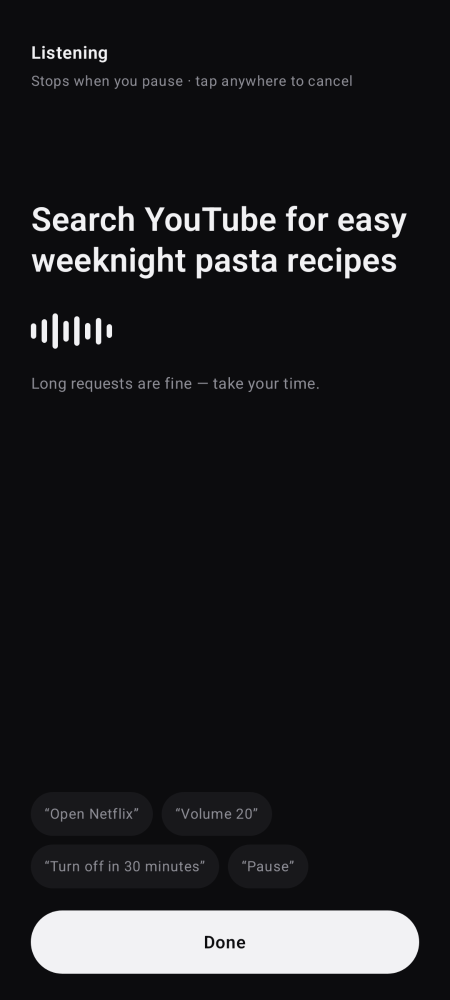 Listening
Stops when you pause · tap anywhere to cancel
Search YouTube for easy
weeknight pasta recipes
Long requests are fine — take your time.
“Open Netflix”
“Volume 20”
“Turn off in 30 minutes”
“Pause”
Done